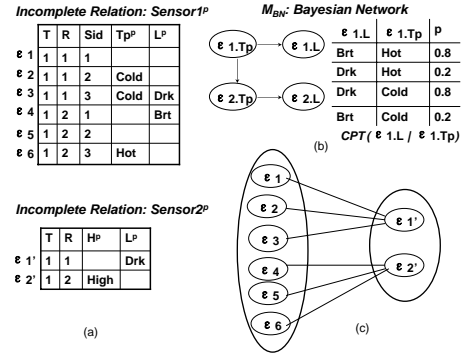 Incomplete Relation: Sensor1p
T R Sid Tpp Lp
ε 1 1 1 1
ε 2 1 1 2 Cold
ε 3 1 1 3 Cold Drk
ε 4 1 2 1 Brt
ε 5 1 2 2
ε 6 1 2 3 Hot
Incomplete Relation: Sensor2p
T R Hp Lp
ε 1' 1 1 Drk
ε 2' 1 2 High
(a)
MBN: Bayesian Network
ε 1.Tp ε 1.L
ε 2.Tp ε 2.L
ε 1.L ε 1.Tp p
Brt Hot 0.8
Drk Hot 0.2
Drk Cold 0.8
Brt Cold 0.2
CPT( ε 1.L / ε 1.Tp)
(b)
ε 1
ε 2
ε 3
ε 4
ε 5
ε 6
ε 1'
ε 2'
(c)